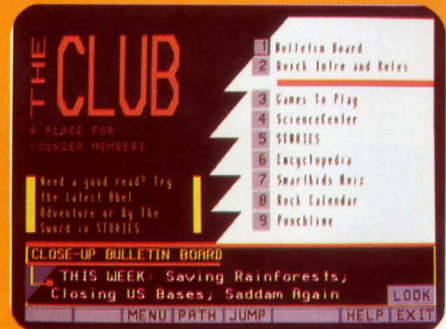 THE CLUB
A PLACE FOR
YOUNGER MEMBERS
Need a good read? Try
the latest Abel
Adventure or By The
Sword in STORIES
1 Bulletin Board
2 Quick Intro and Rules
3 Games To Play
4 ScienceCenter
5 STORIES
6 Encyclopedia
7 Smartkids Quiz
8 Rock Calendar
9 Punchline
CLOSE-UP BULLETIN BOARD
THIS WEEK: Saving Rainforests;
Closing US Bases; Saddam Again
LOOK
MENU PATH JUMP HELP EXIT